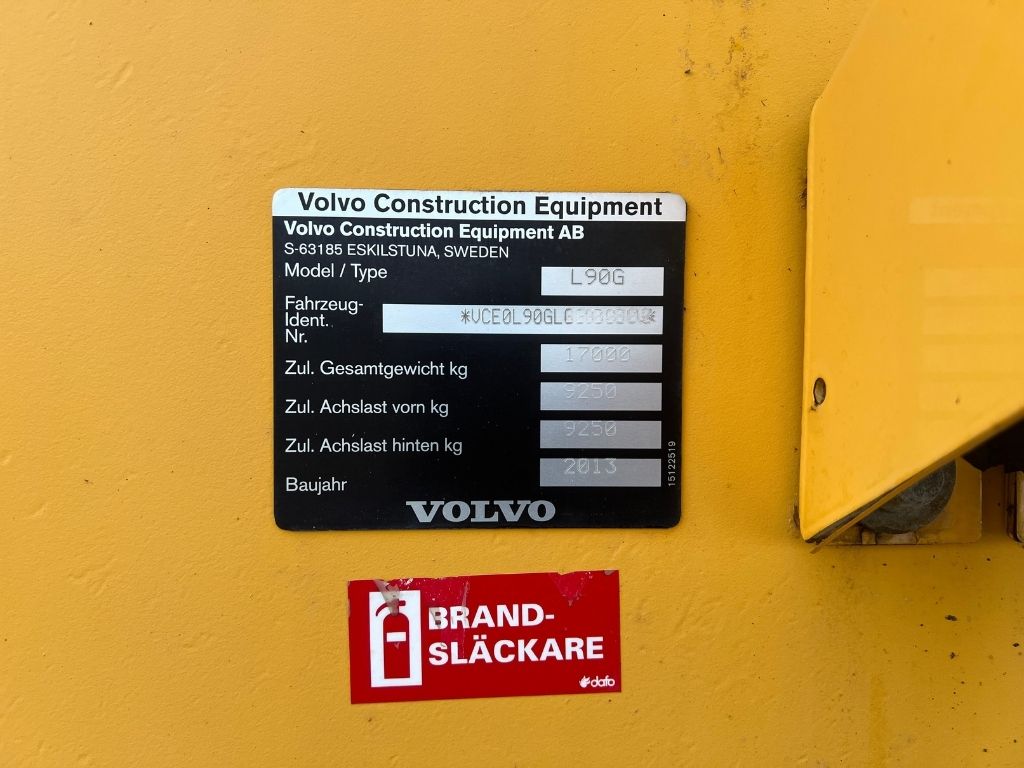 Volvo Construction Equipment
Volvo Construction Equipment AB
S-63185 ESKILSTUNA, SWEDEN
Model / Type L90G
Fahrzeug-
Ident.
Nr.
Zul. Gesamtgewicht kg 17000
Zul. Achslast vorn kg 9250
Zul. Achslast hinten kg 9250
Baujahr 2013
15122519
VOLVO
BRAND-
SLÄCKARE
dafo